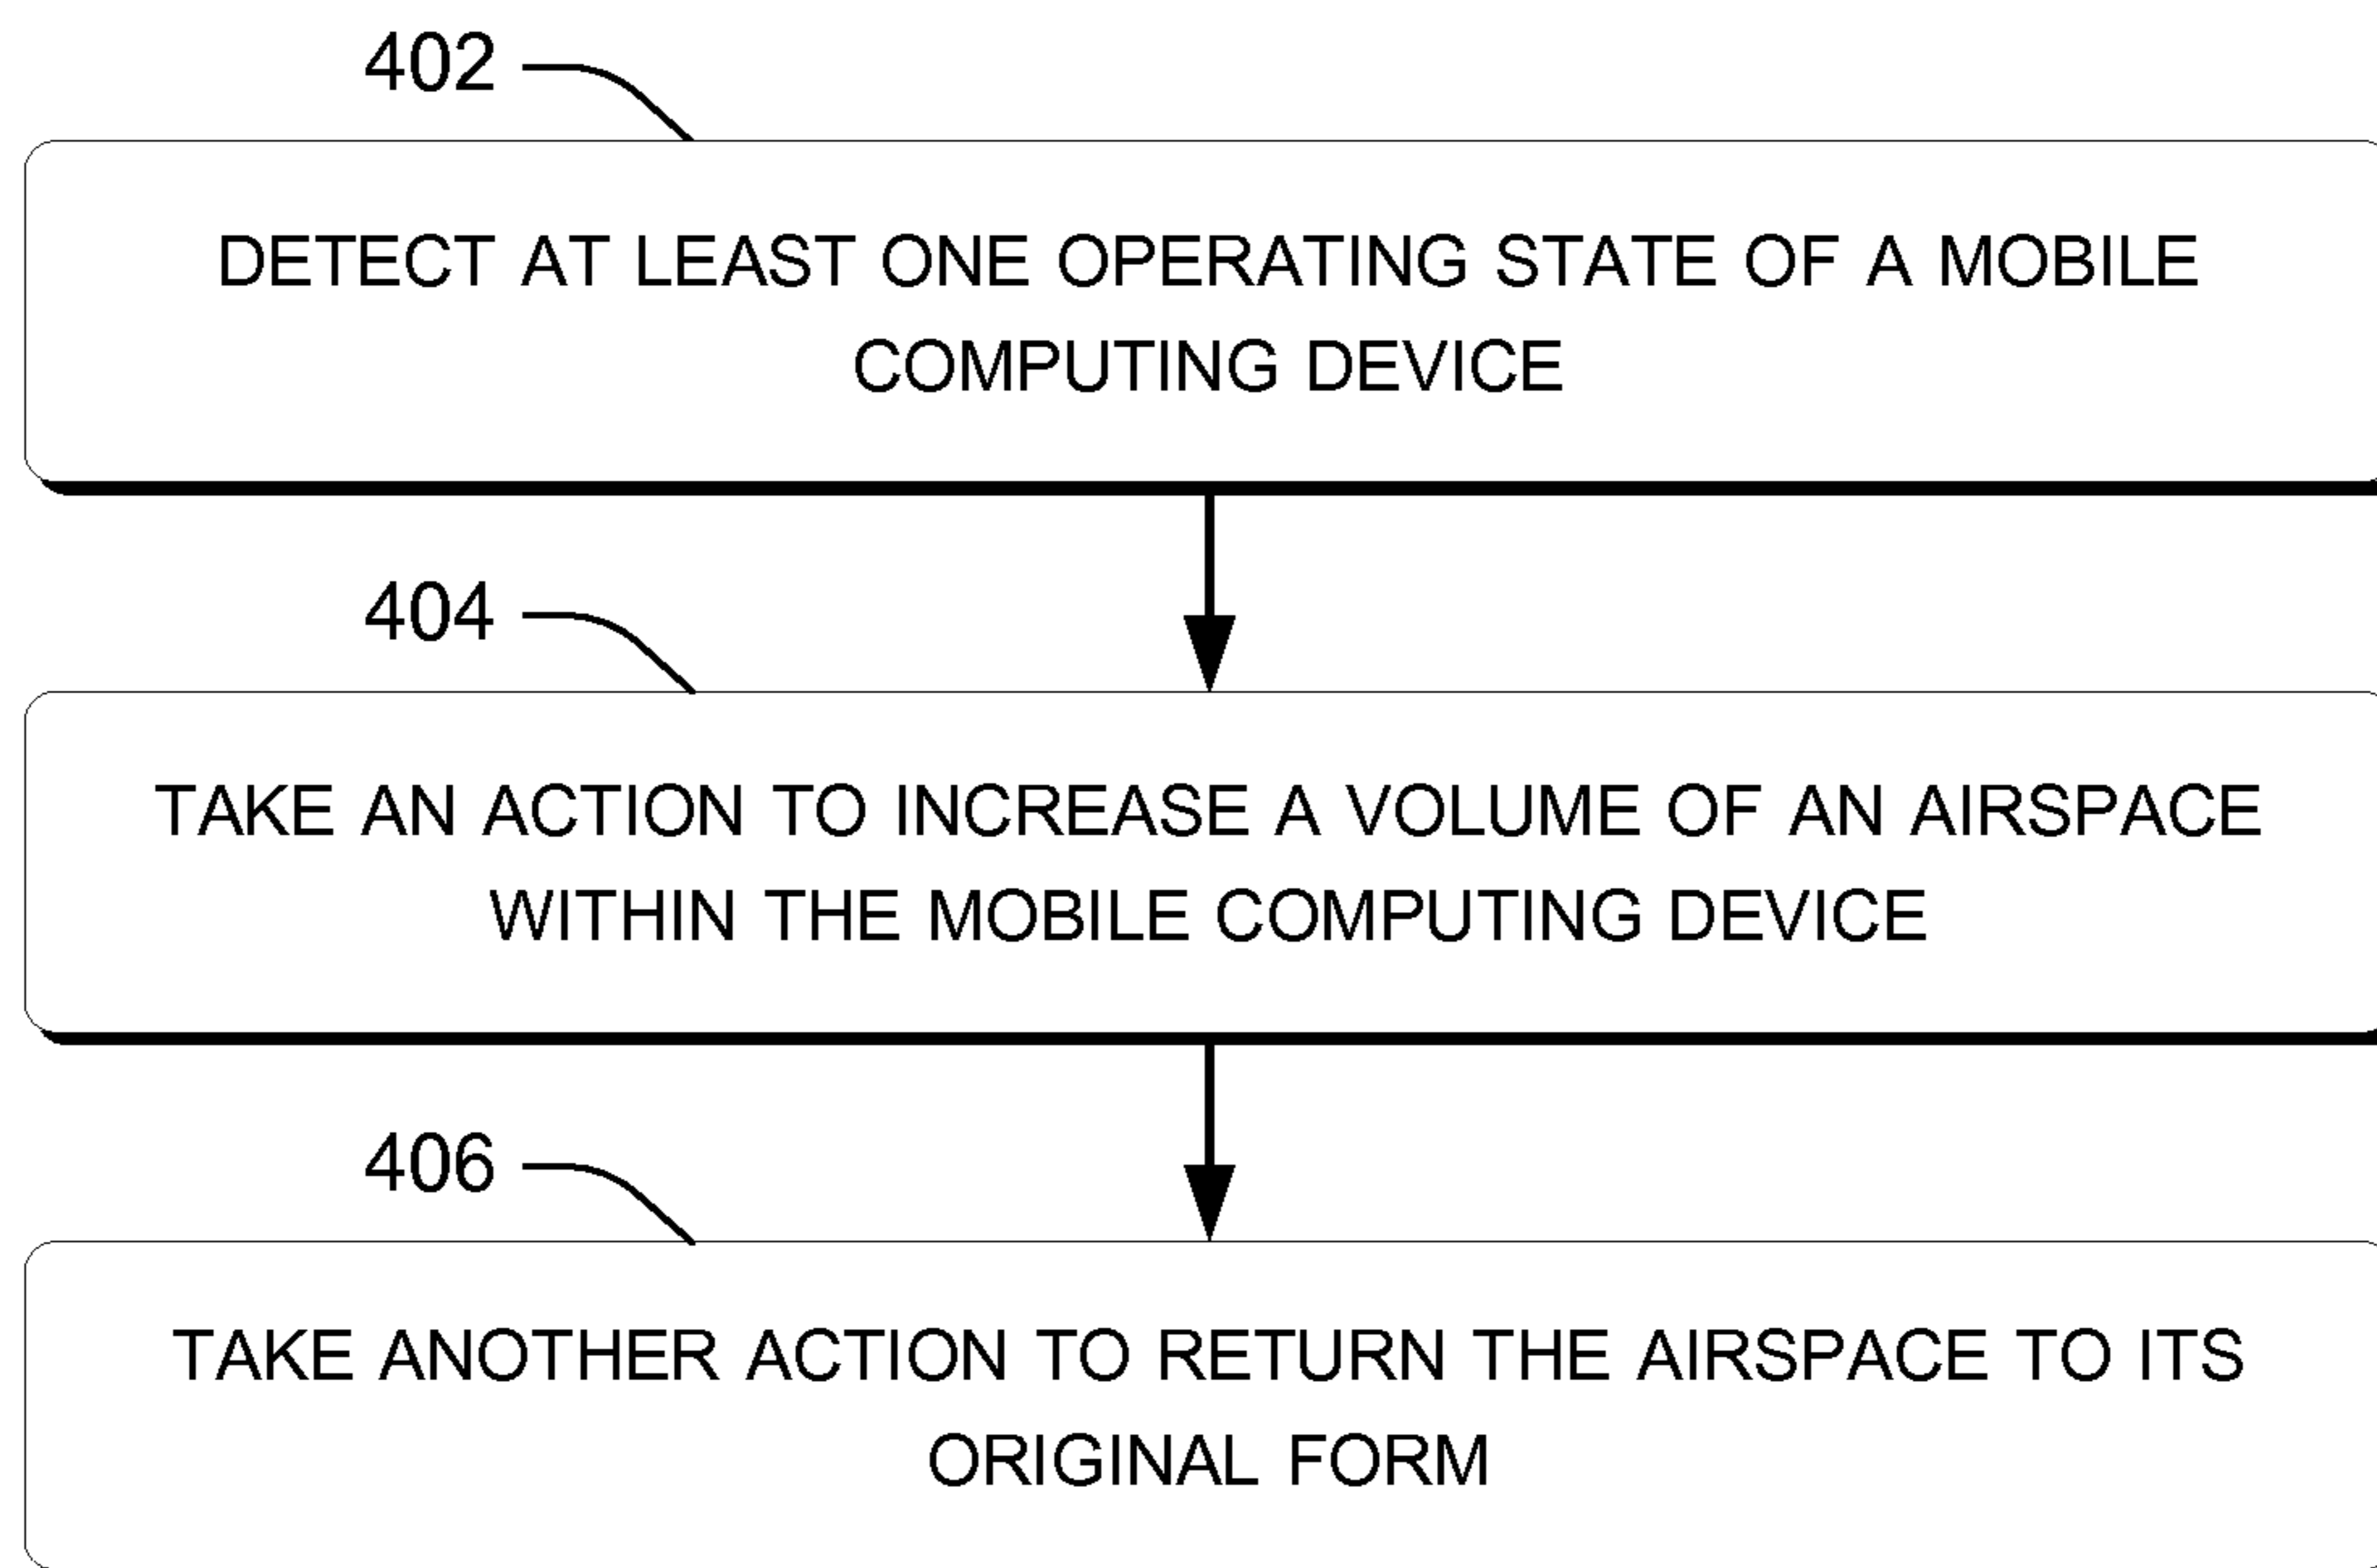 402
DETECT AT LEAST ONE OPERATING STATE OF A MOBILE
COMPUTING DEVICE
404
TAKE AN ACTION TO INCREASE A VOLUME OF AN AIRSPACE
WITHIN THE MOBILE COMPUTING DEVICE
406
TAKE ANOTHER ACTION TO RETURN THE AIRSPACE TO ITS
ORIGINAL FORM